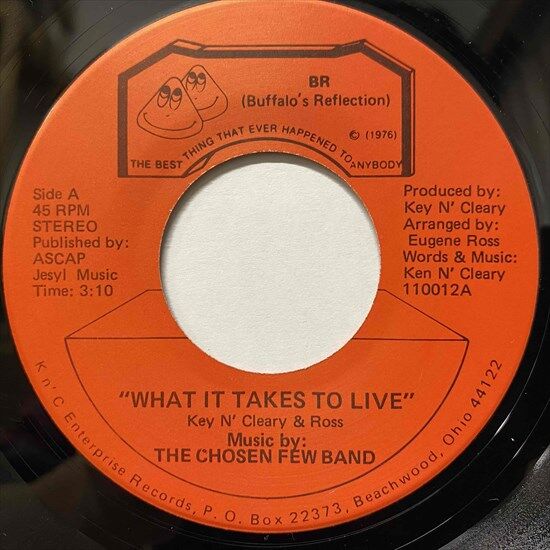 BR
(Buffalo's Reflection)
© (1976)
THE BEST THING THAT EVER HAPPENED TO ANYBODY
Side A
45 RPM
STEREO
Published by:
ASCAP
Jesyl Music
Time: 3:10
Produced by:
Key N' Cleary
Arranged by:
Eugene Ross
Words & Music:
Ken N' Cleary
110012A
"WHAT IT TAKES TO LIVE"
Key N' Cleary & Ross
Music by:
THE CHOSEN FEW BAND
K n' C Enterprise Records, P. O. Box 22373, Beachwood, Ohio 44122